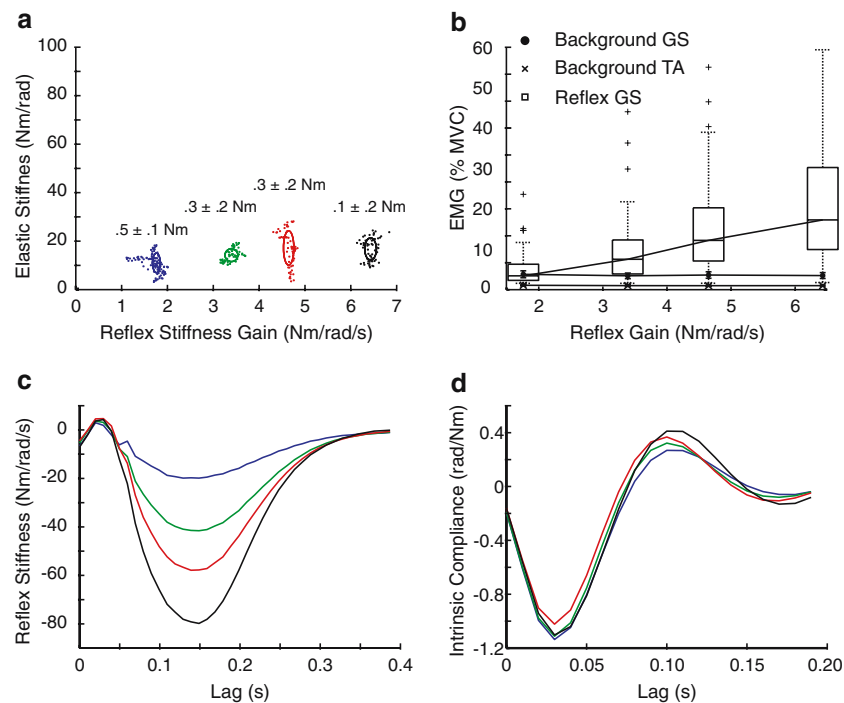 a
Elastic Stiffnes (Nm/rad)
100
80
60
40
20
0
.5 ± .1 Nm
.3 ± .2 Nm
.3 ± .2 Nm
.1 ± .2 Nm
0 1 2 3 4 5 6 7
Reflex Stiffness Gain (Nm/rad/s)
b
EMG (% MVC)
60
50
40
30
20
10
0
Background GS
Background TA
Reflex GS
2 3 4 5 6
Reflex Gain (Nm/rad/s)
c
Reflex Stiffness (Nm/rad/s)
0
-20
-40
-60
-80
0 0.1 0.2 0.3 0.4
Lag (s)
d
Intrinsic Compliance (rad/Nm)
0.4
0
-0.4
-0.8
-1.2
0 0.05 0.10 0.15 0.20
Lag (s)